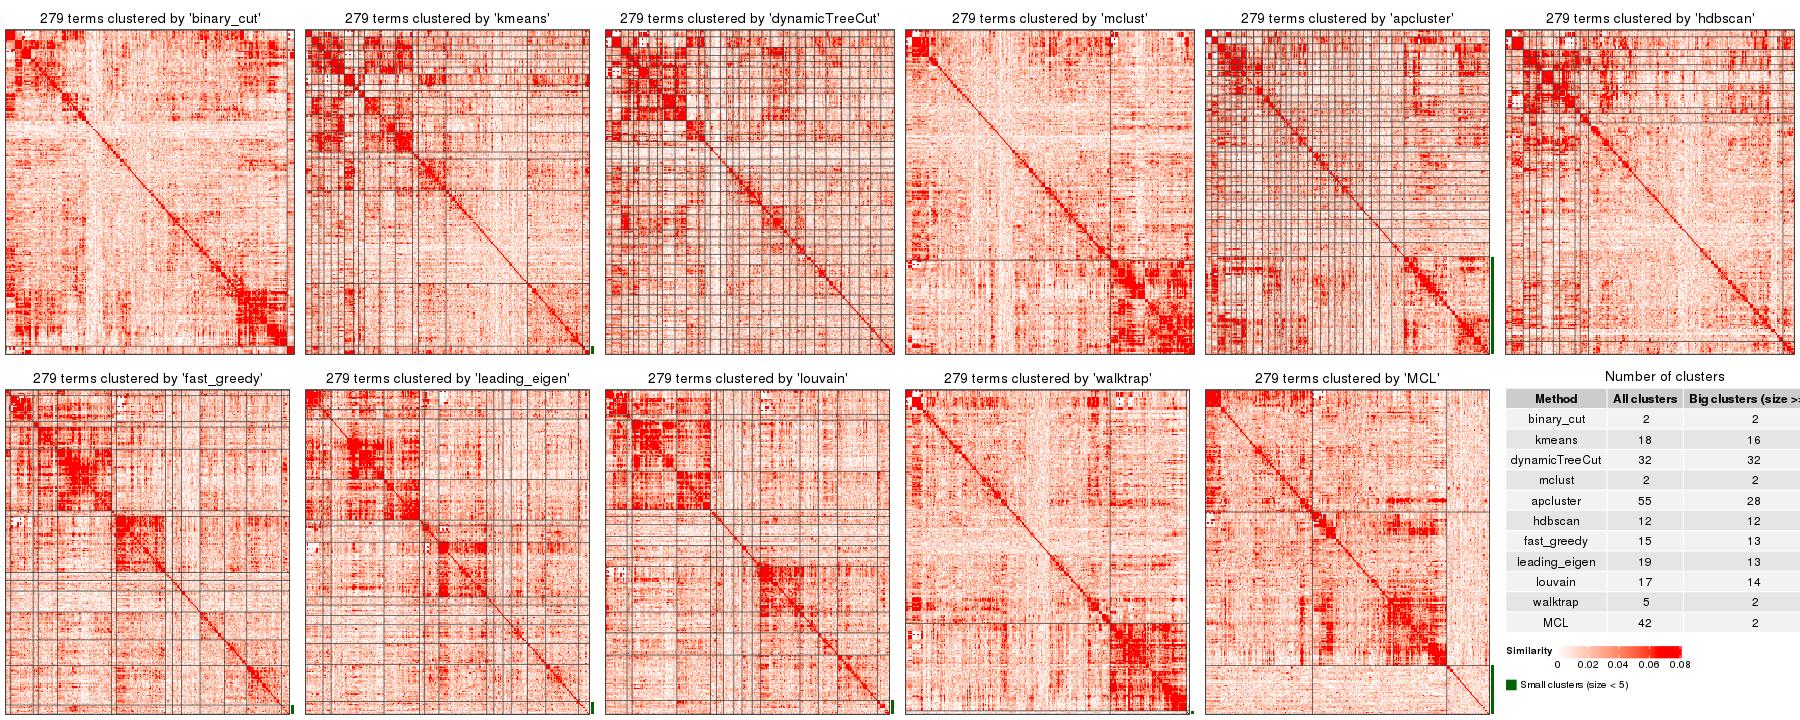 279 terms clustered by 'binary_cut'
279 terms clustered by 'kmeans'
279 terms clustered by 'dynamicTreeCut'
279 terms clustered by 'mclust'
279 terms clustered by 'apcluster'
279 terms clustered by 'hdbscan'
279 terms clustered by 'fast_greedy'
279 terms clustered by 'leading_eigen'
279 terms clustered by 'louvain'
279 terms clustered by 'walktrap'
279 terms clustered by 'MCL'
Number of clusters
Method All clusters Big clusters (size >
binary_cut 2 2
kmeans 18 16
dynamicTreeCut 32 32
mclust 2 2
apcluster 55 28
hdbscan 12 12
fast_greedy 15 13
leading_eigen 19 13
louvain 17 14
walktrap 5 2
MCL 42 2
Similarity
0 0.02 0.04 0.06 0.08
Small clusters (size < 5)